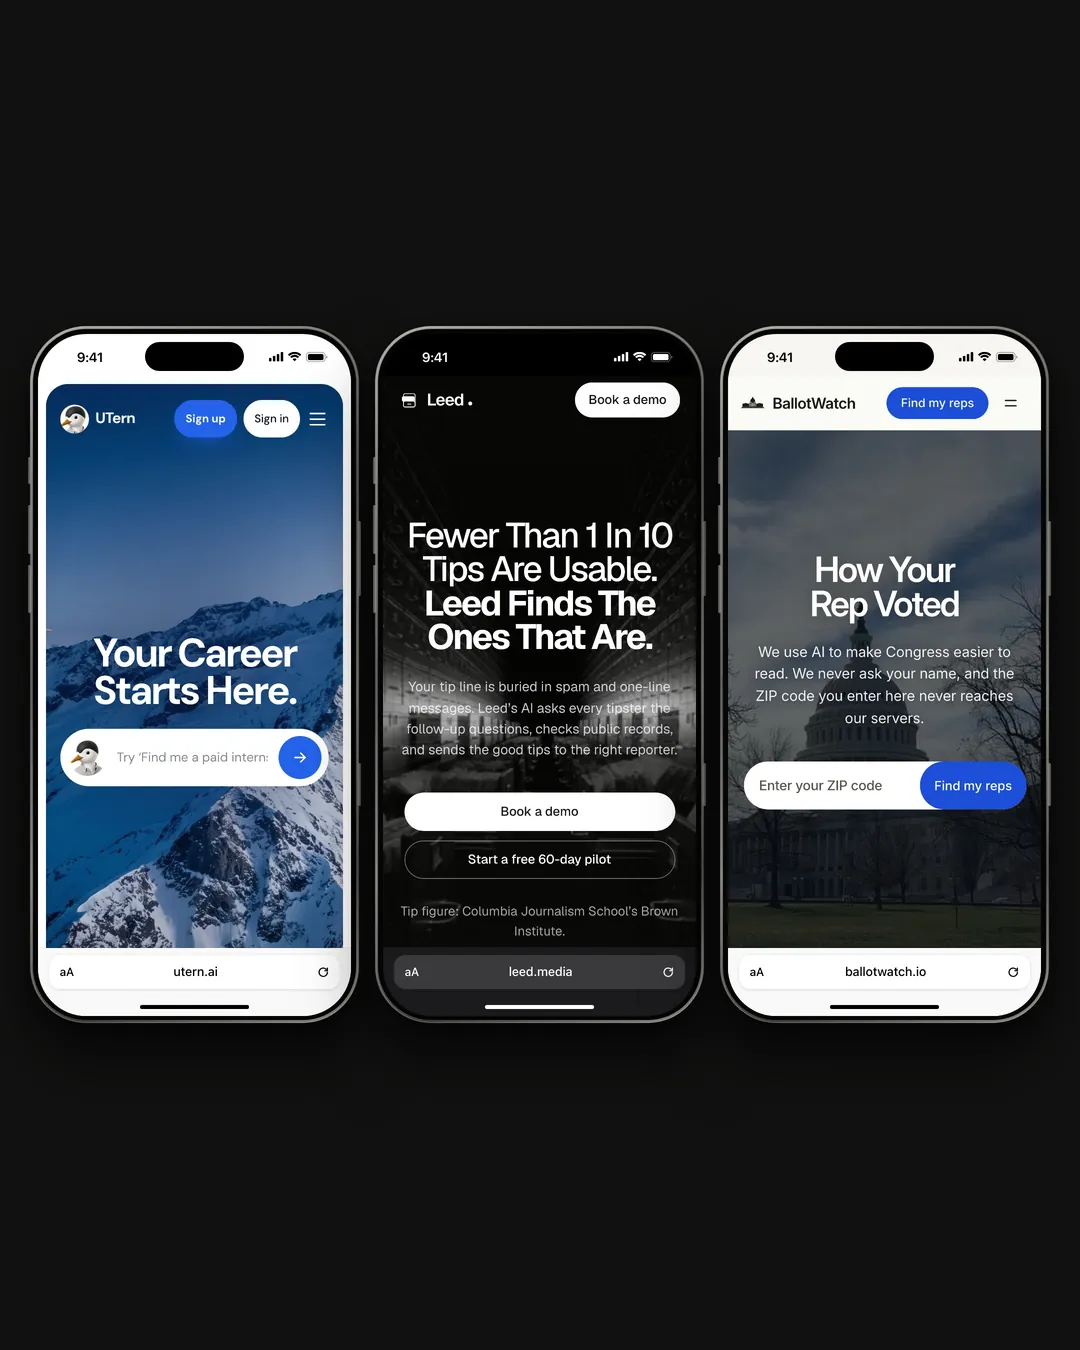 9:41
UTern
Sign up
Sign in
Your Career
Starts Here.
Try ‘Find me a paid interns
aA
utern.ai
9:41
Leed.
Book a demo
Fewer Than 1 In 10
Tips Are Usable.
Leed Finds The
Ones That Are.
Your tip line is buried in spam and one-line
messages. Leed’s AI asks every tipster the
follow-up questions, checks public records,
and sends the good tips to the right reporter.
Book a demo
Start a free 60-day pilot
Tip figure: Columbia Journalism School’s Brown
Institute.
aA
leed.media
9:41
BallotWatch
Find my reps
How Your
Rep Voted
We use AI to make Congress easier to
read. We never ask your name, and the
ZIP code you enter here never reaches
our servers.
Enter your ZIP code
Find my reps
aA
ballotwatch.io